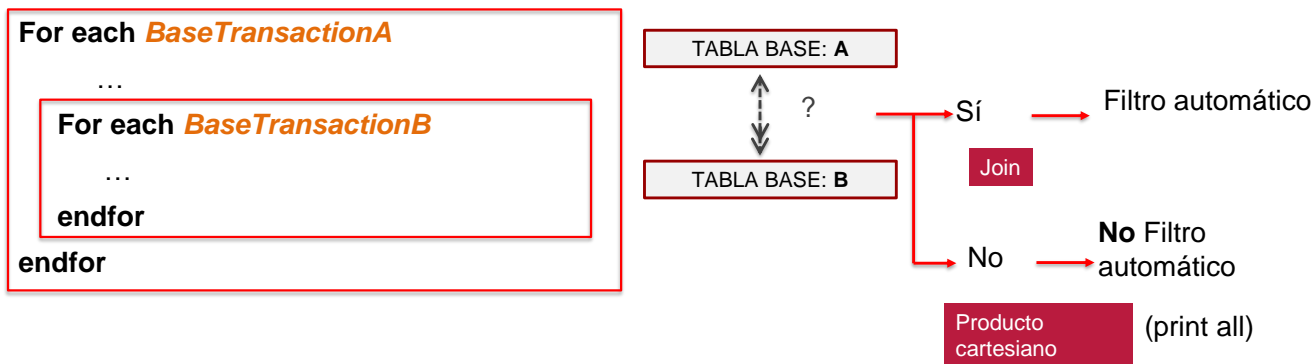 For each BaseTransactionA
…
For each BaseTransactionB
…
endfor
endfor
TABLA BASE: A
?
TABLA BASE: B
Sí
Filtro automático
Join
No
No Filtro
automático
Producto
cartesiano
(print all)